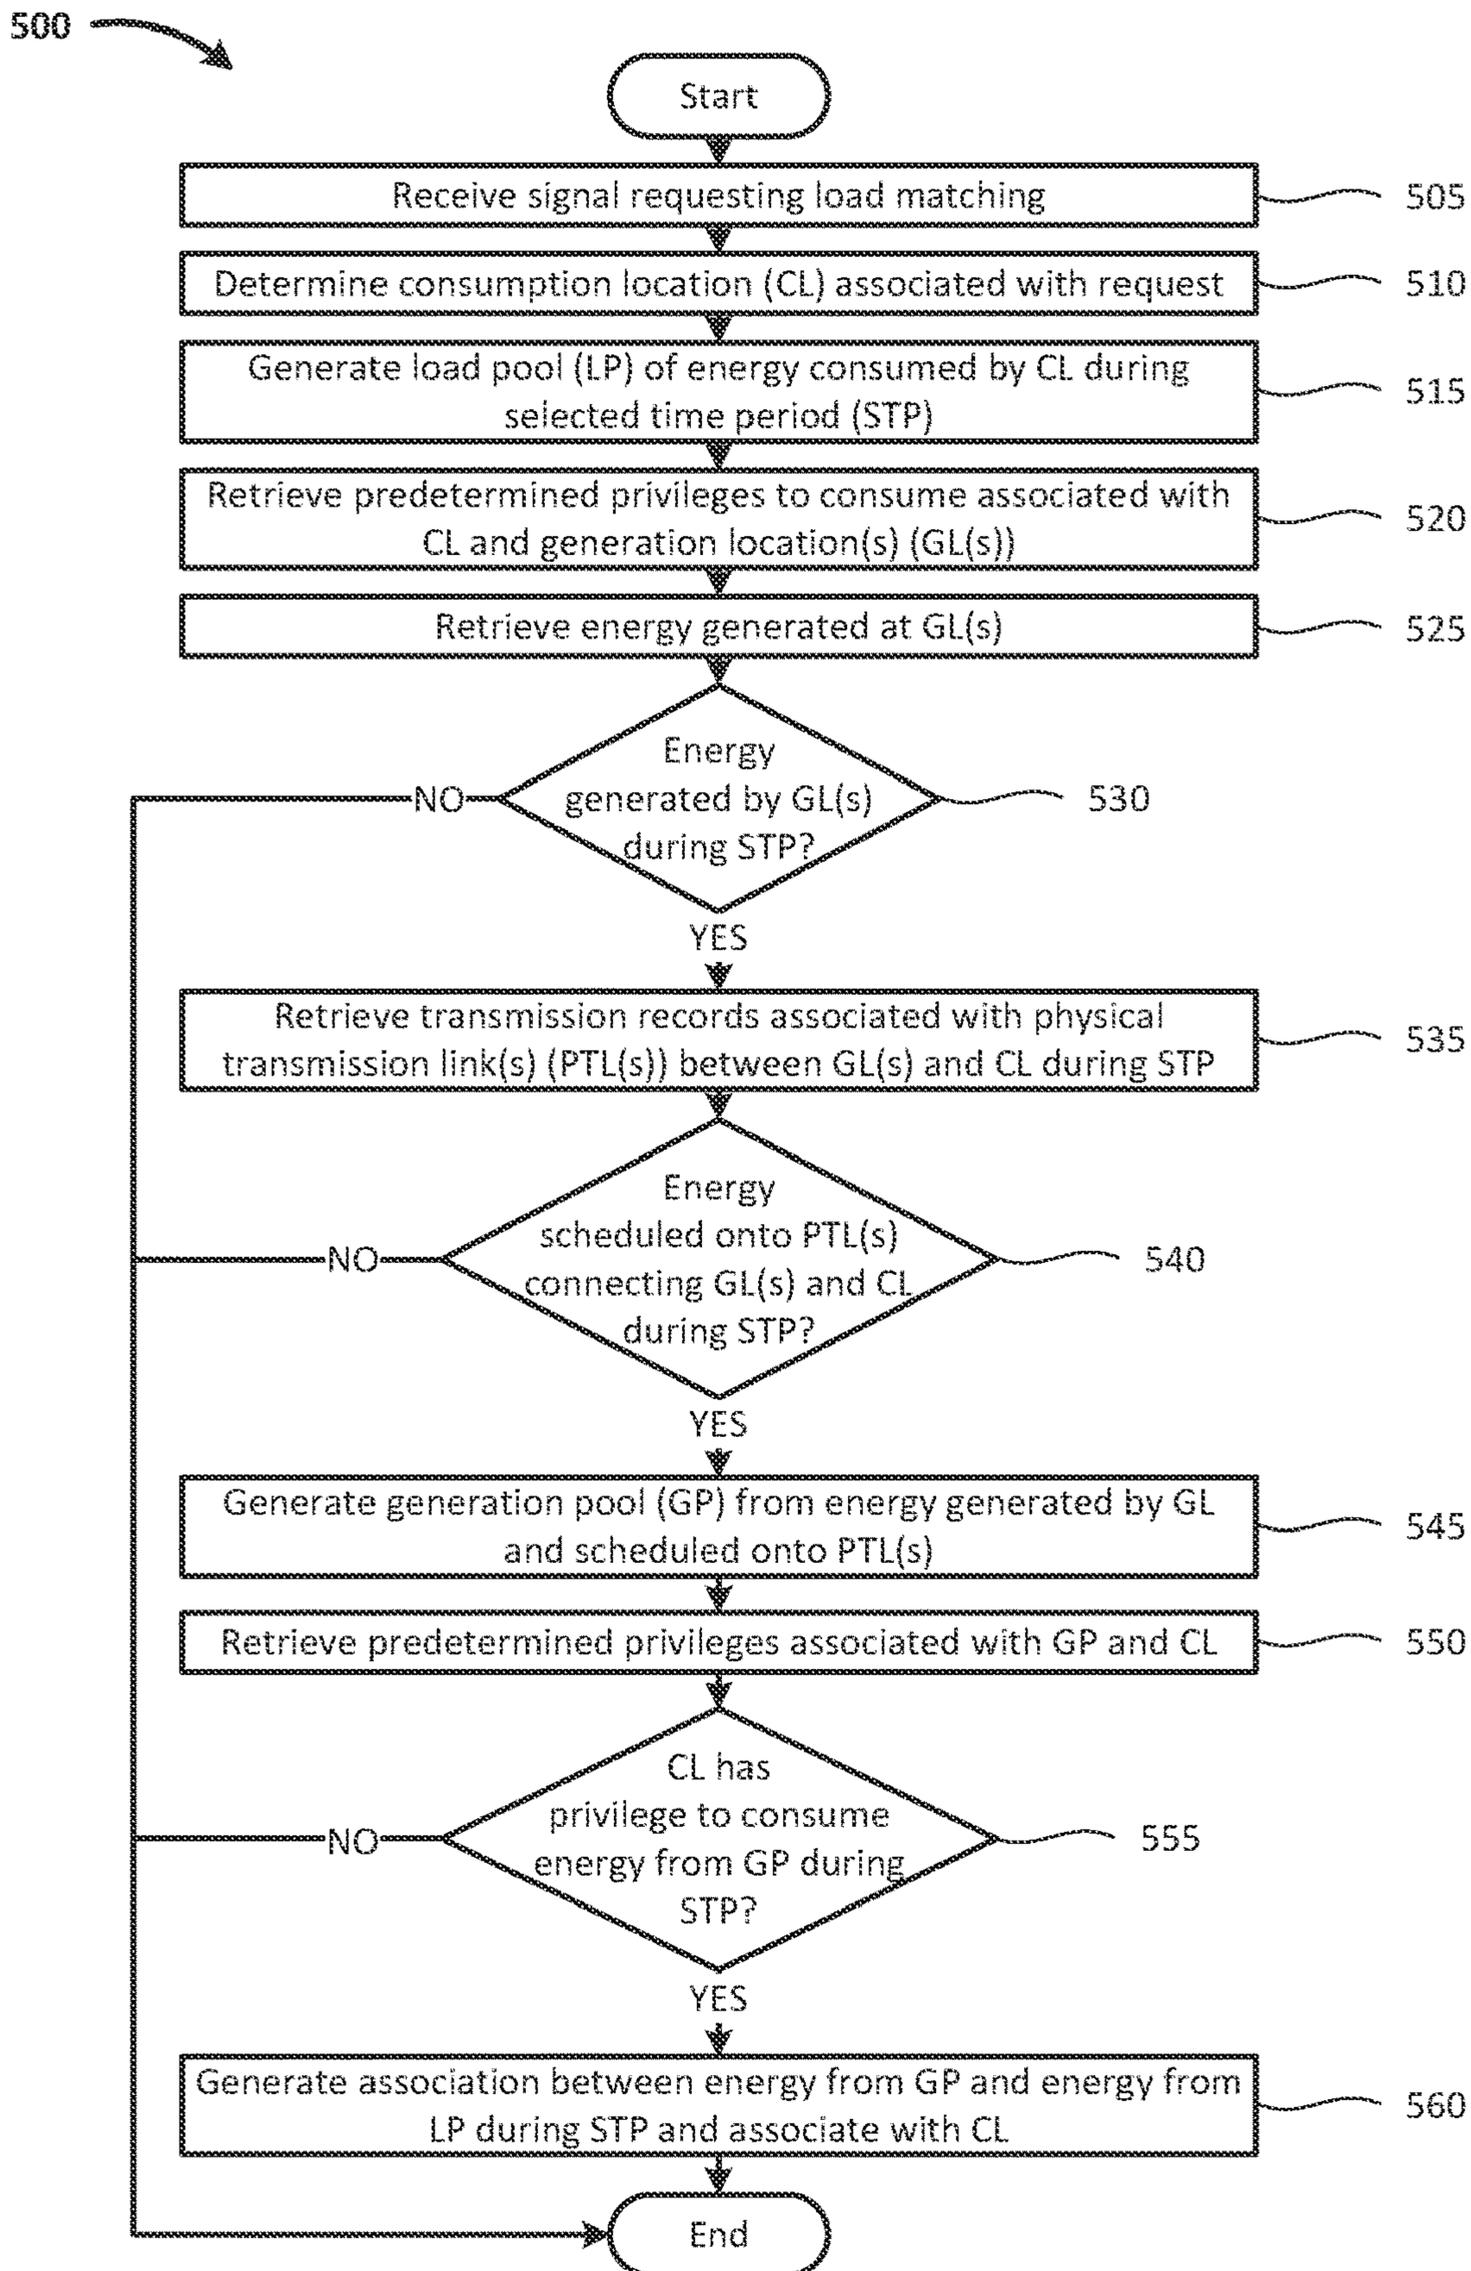 500
Start
Receive signal requesting load matching
505
Determine consumption location (CL) associated with request
510
Generate load pool (LP) of energy consumed by CL during
selected time period (STP)
515
Retrieve predetermined privileges to consume associated with
CL and generation location(s) (GL(s))
520
Retrieve energy generated at GL(s)
525
Energy
generated by GL(s)
during STP?
NO
530
YES
Retrieve transmission records associated with physical
transmission link(s) (PTL(s)) between GL(s) and CL during STP
535
Energy
scheduled onto PTL(s)
connecting GL(s) and CL
during STP?
NO
540
YES
Generate generation pool (GP) from energy generated by GL
and scheduled onto PTL(s)
545
Retrieve predetermined privileges associated with GP and CL
550
CL has
privilege to consume
energy from GP during
STP?
NO
555
YES
Generate association between energy from GP and energy from
LP during STP and associate with CL
560
End